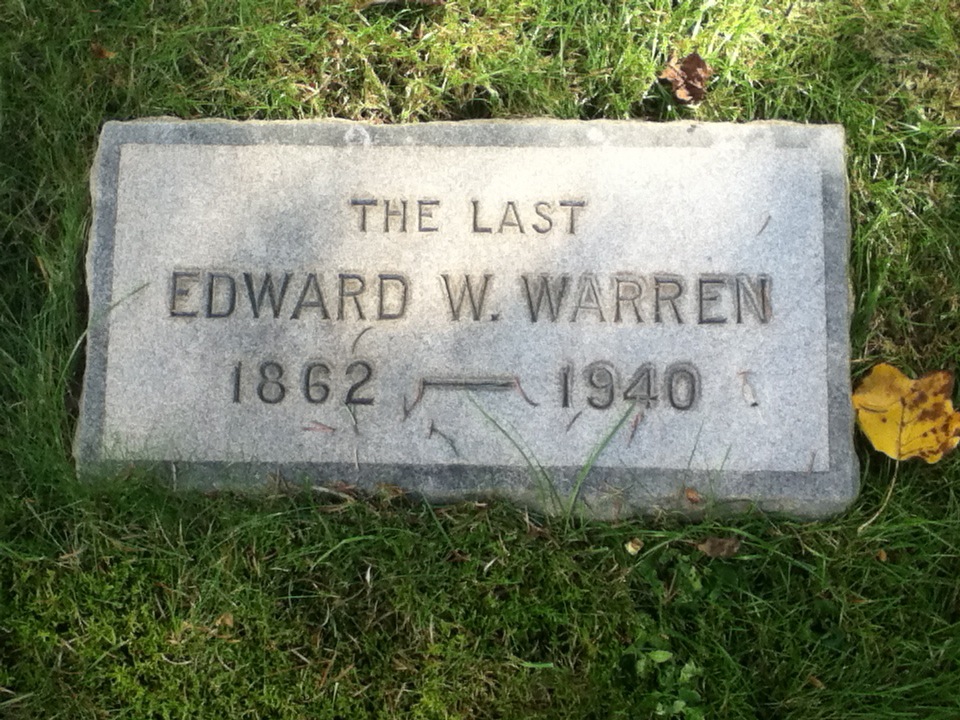 THE LAST
EDWARD W. WARREN
1862 — 1940